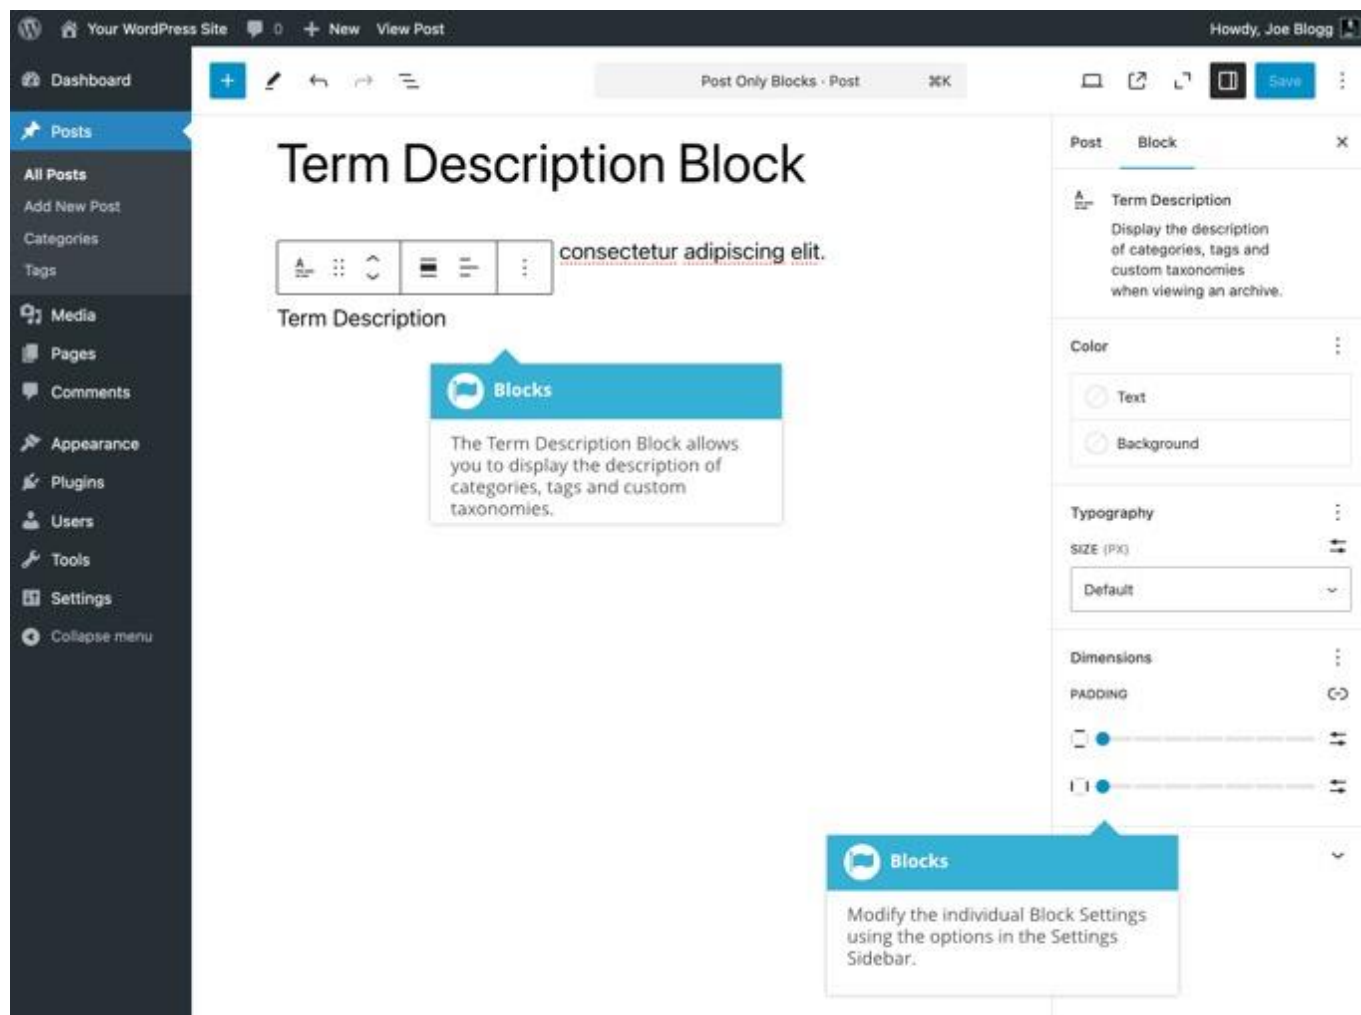 Your WordPress Site 0 New View Post Howdy, Joe Blogg
Dashboard
Posts
All Posts
Add New Post
Categories
Tags
Media
Pages
Comments
Appearance
Plugins
Users
Tools
Settings
Collapse menu
Post Only Blocks · Post ⌘K
Save
Term Description Block
consectetur adipiscing elit.
Term Description
Blocks
The Term Description Block allows
you to display the description of
categories, tags and custom
taxonomies.
Post Block
Term Description
Display the description
of categories, tags and
custom taxonomies
when viewing an archive.
Color
Text
Background
Typography
SIZE (PX)
Default
Dimensions
PADDING
Blocks
Modify the individual Block Settings
using the options in the Settings
Sidebar.